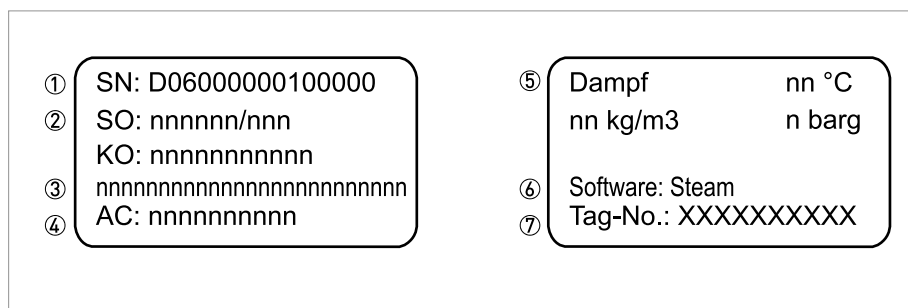 ① SN: D06000000100000
② SO: nnnnnn/nnn
KO: nnnnnnnnnnn
③ nnnnnnnnnnnnnnnnnnnnnnnnn
④ AC: nnnnnnnnnn
⑤ Dampf nn °C
nn kg/m3 n barg
⑥ Software: Steam
⑦ Tag-No.: XXXXXXXXXX